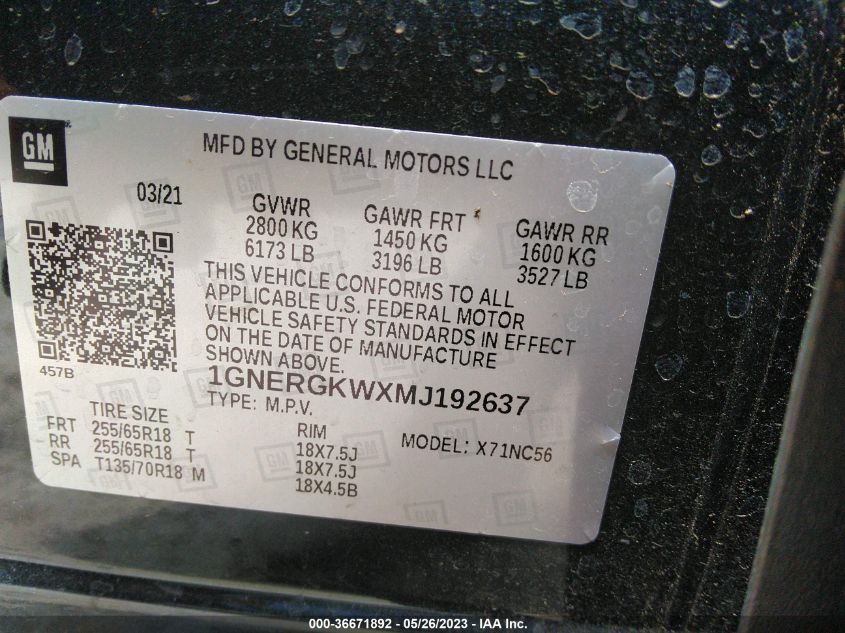 GM
MFD BY GENERAL MOTORS LLC
03/21
GVWR
2800 KG
6173 LB
GAWR FRT
1450 KG
3196 LB
GAWR RR
1600 KG
3527 LB
THIS VEHICLE CONFORMS TO ALL
APPLICABLE U.S. FEDERAL MOTOR
VEHICLE SAFETY STANDARDS IN EFFECT
ON THE DATE OF MANUFACTURE
SHOWN ABOVE.
457B
1GNERGKWXMJ192637
TYPE: M.P.V.
MODEL: X71NC56
TIRE SIZE
RIM
FRT 255/65R18 T 18X7.5J
RR 255/65R18 T 18X7.5J
SPA T135/70R18 M 18X4.5B
000-36671892 - 05/26/2023 - IAA Inc.